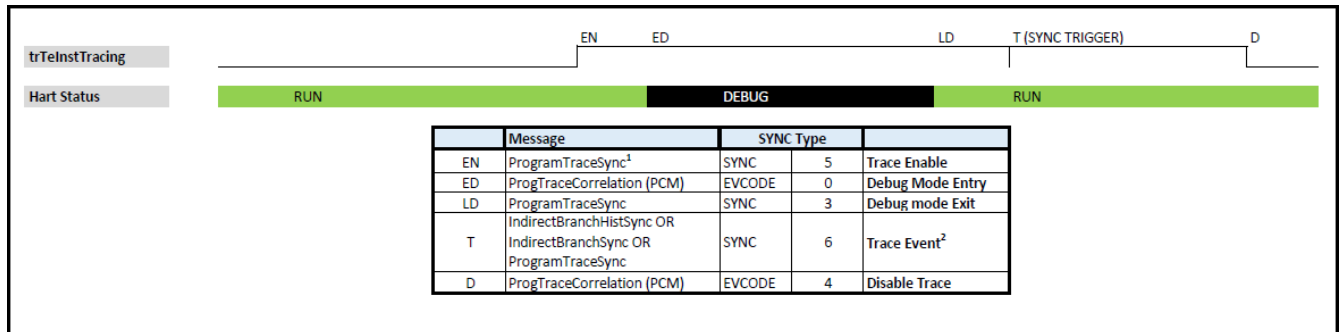 EN ED LD T (SYNC TRIGGER) D
trTeInstTracing
Hart Status RUN DEBUG RUN
Message SYNC Type
EN ProgramTraceSync¹ SYNC 5 Trace Enable
ED ProgTraceCorrelation (PCM) EVCODE 0 Debug Mode Entry
LD ProgramTraceSync SYNC 3 Debug mode Exit
IndirectBranchHistSync OR
T IndirectBranchSync OR SYNC 6 Trace Event²
ProgramTraceSync
D ProgTraceCorrelation (PCM) EVCODE 4 Disable Trace